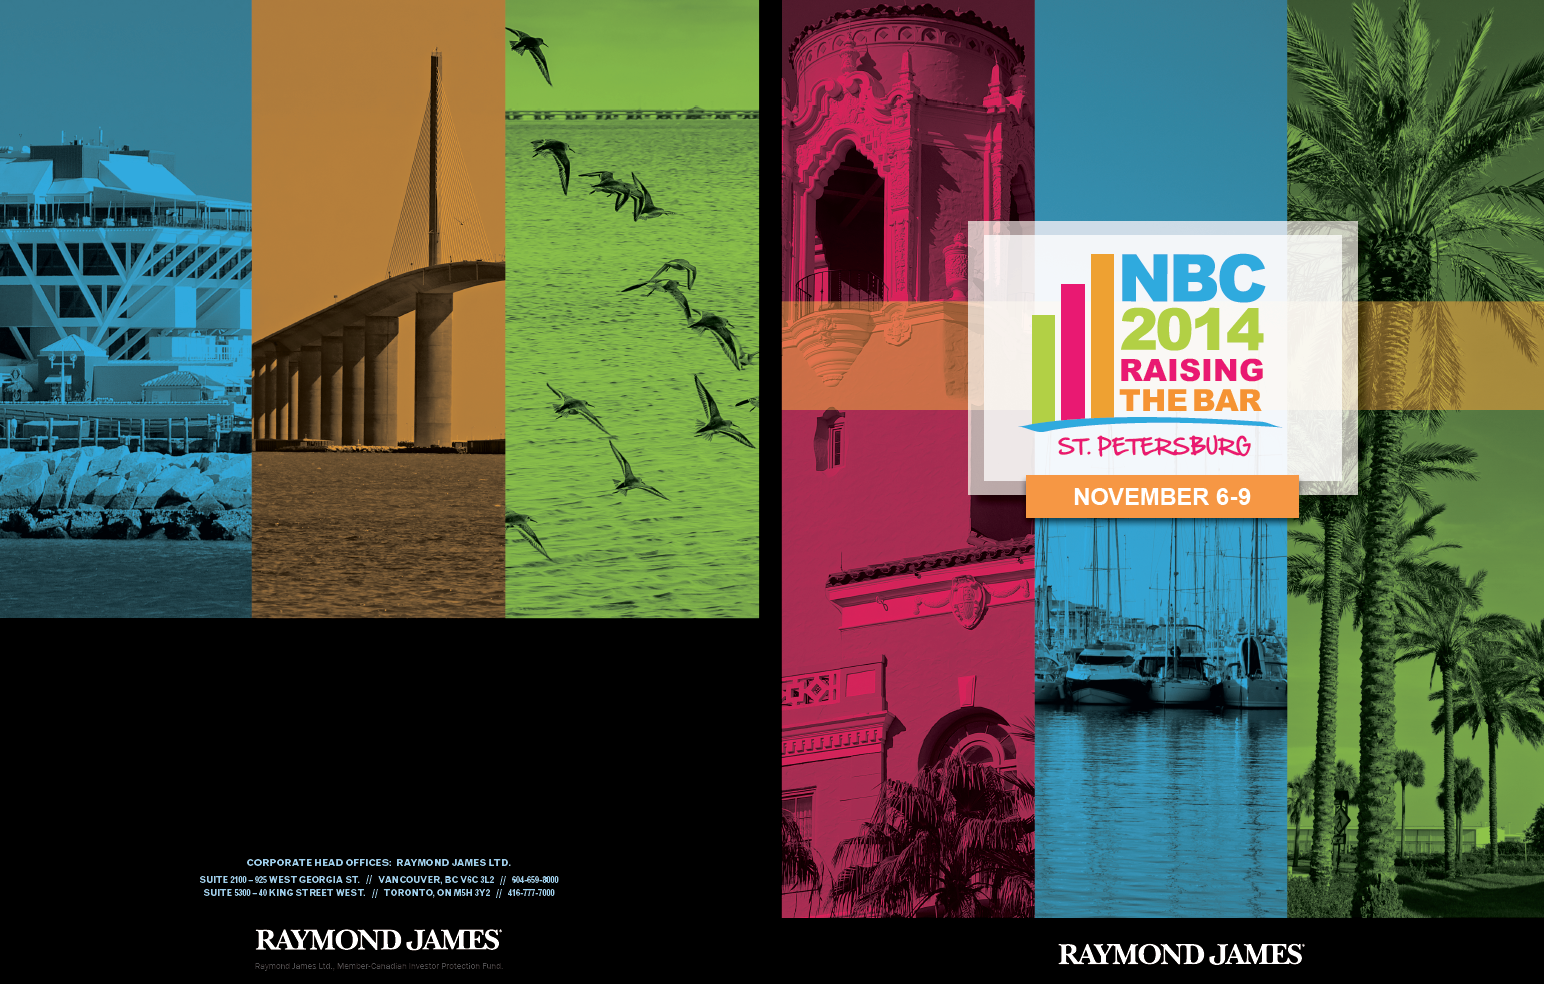 CORPORATE HEAD OFFICES: RAYMOND JAMES LTD.
SUITE 2100 – 925 WEST GEORGIA ST. // VANCOUVER, BC V6C 3L2 // 604-659-8000
SUITE 5300 – 40 KING STREET WEST. // TORONTO, ON M5H 3Y2 // 416-777-7000
RAYMOND JAMES®
Raymond James Ltd., Member-Canadian Investor Protection Fund.
NBC
2014
RAISING
THE BAR
ST. PETERSBURG
NOVEMBER 6-9
RAYMOND JAMES®